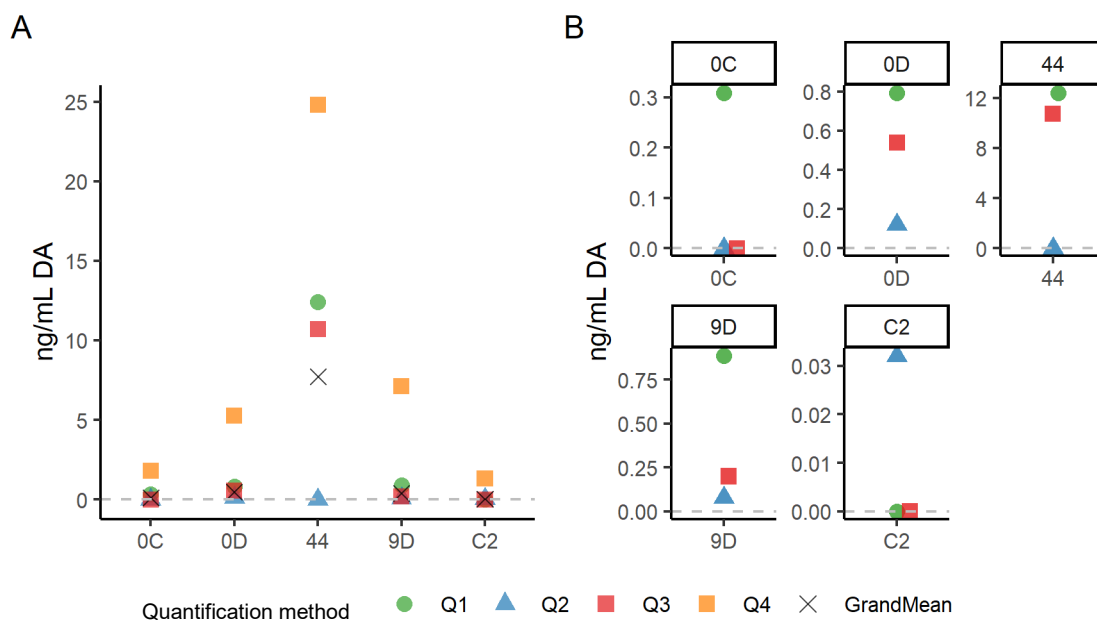 A
ng/mL DA
25
20
15
10
5
0
0C 0D 44 9D C2
B
ng/mL DA
0C 0D 44
0.3
0.2
0.1
0.0
0C
0.8
0.6
0.4
0.2
0.0
0D
12
8
4
0
44
9D C2
0.75
0.50
0.25
0.00
9D
0.03
0.02
0.01
0.00
C2
Quantification method Q1 Q2 Q3 Q4 GrandMean